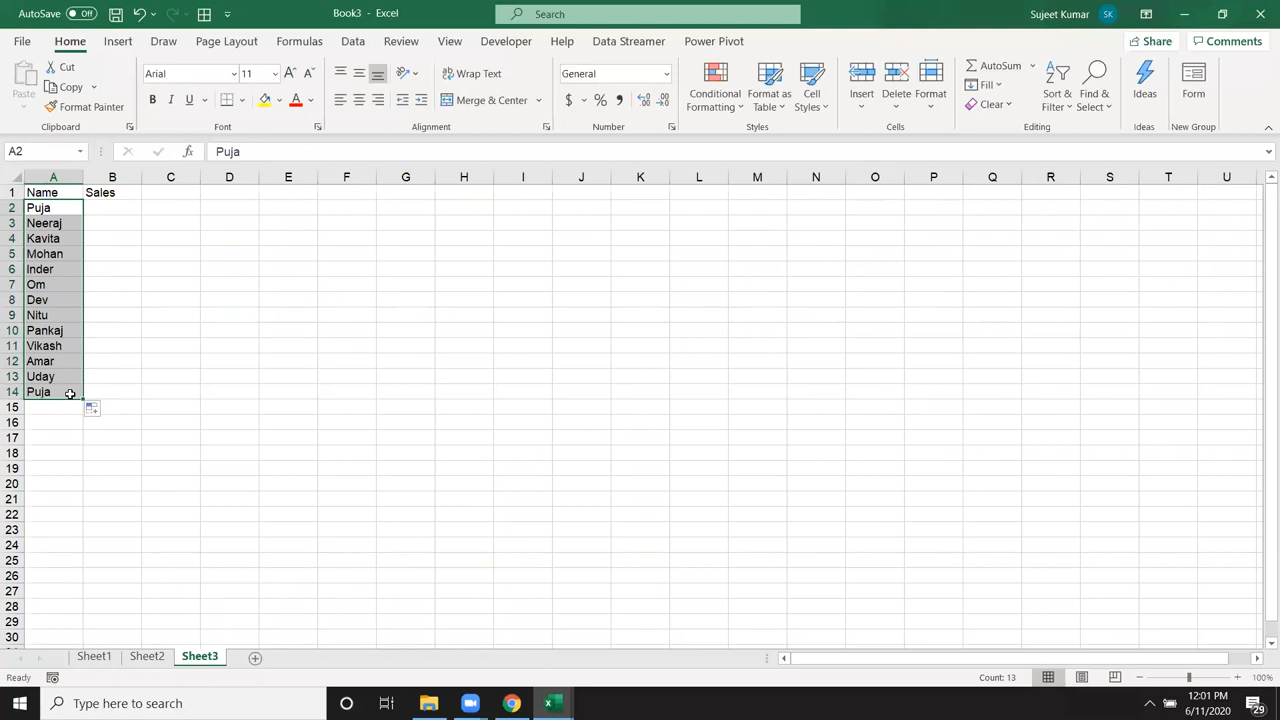 AutoSave Off Book3 - Excel Search Sujeet Kumar SK
File Home Insert Draw Page Layout Formulas Data Review View Developer Help Data Streamer Power Pivot Share Comments
Paste Cut Copy Format Painter Clipboard
Arial 11 B I U Font
Wrap Text Merge & Center Alignment
General $ % Number
Conditional Formatting Format as Table Cell Styles Styles
Insert Delete Format Cells
AutoSum Fill Clear Sort & Filter Find & Select Editing
Ideas Ideas
Form New Group
A2 fx Puja
A B C D E F G H I J K L M N O P Q R S T U
1 Name Sales
2 Puja
3 Neeraj
4 Kavita
5 Mohan
6 Inder
7 Om
8 Dev
9 Nitu
10 Pankaj
11 Vikash
12 Amar
13 Uday
14 Puja
15
16
17
18
19
20
21
22
23
24
25
26
27
28
29
30
Sheet1 Sheet2 Sheet3
Ready Count: 13 100%
Type here to search 12:01 PM
6/11/2020 29